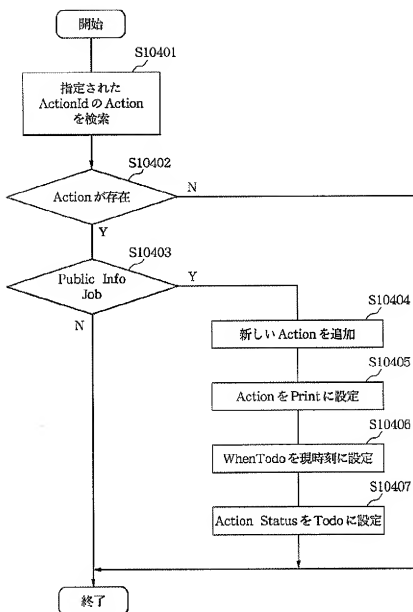 開始
S10401
指定された
ActionIdのAction
を検索
S10402
Actionが存在
N
Y
S10403
Public Info
Job
Y
N
S10404
新しいActionを追加
S10405
ActionをPrintに設定
S10406
WhenTodoを現時刻に設定
S10407
Action StatusをTodoに設定
終了